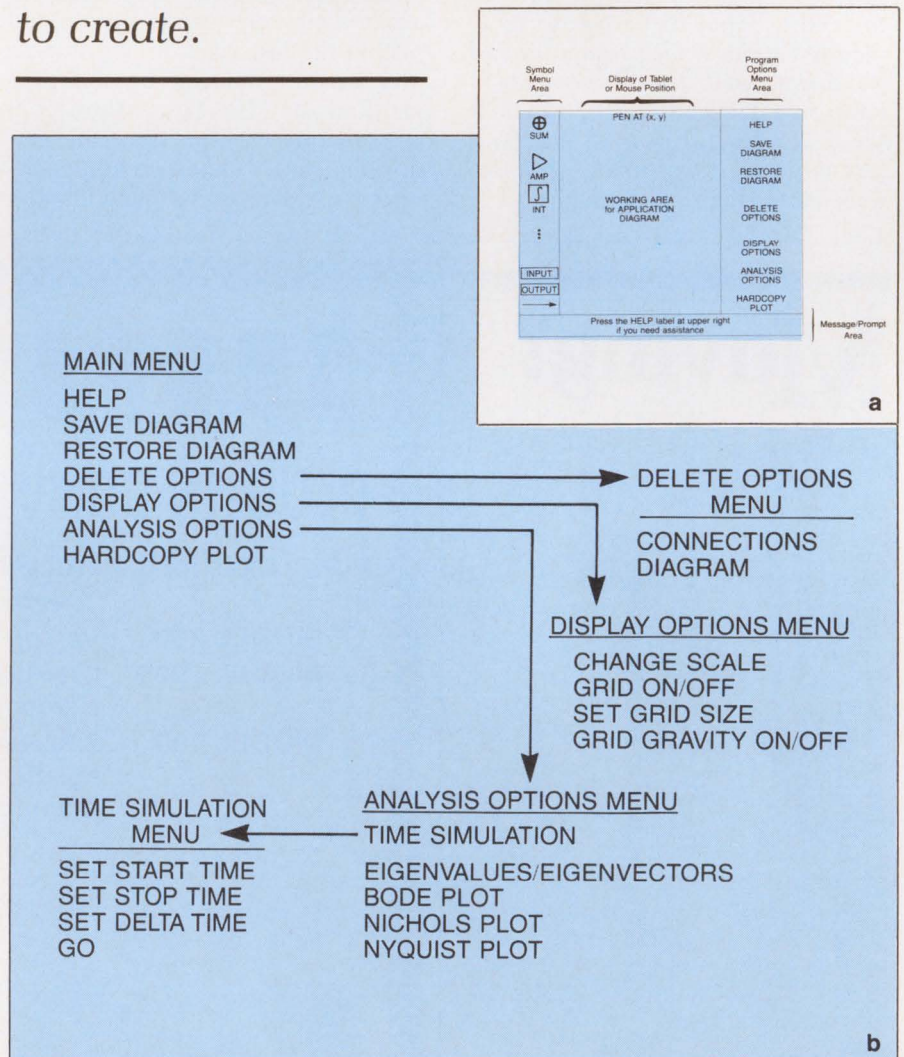 to create.
Symbol
Menu
Area
Display of Tablet
or Mouse Position
Program
Options
Menu
Area
PEN AT (x, y)
SUM
AMP
∫
INT
INPUT
OUTPUT
WORKING AREA
for APPLICATION
DIAGRAM
HELP
SAVE
DIAGRAM
RESTORE
DIAGRAM
DELETE
OPTIONS
DISPLAY
OPTIONS
ANALYSIS
OPTIONS
HARDCOPY
PLOT
Press the HELP label at upper right
if you need assistance
Message/Prompt
Area
a
MAIN MENU
HELP
SAVE DIAGRAM
RESTORE DIAGRAM
DELETE OPTIONS
DISPLAY OPTIONS
ANALYSIS OPTIONS
HARDCOPY PLOT
DELETE OPTIONS
MENU
CONNECTIONS
DIAGRAM
DISPLAY OPTIONS MENU
CHANGE SCALE
GRID ON/OFF
SET GRID SIZE
GRID GRAVITY ON/OFF
ANALYSIS OPTIONS MENU
TIME SIMULATION
EIGENVALUES/EIGENVECTORS
BODE PLOT
NICHOLS PLOT
NYQUIST PLOT
TIME SIMULATION
MENU
SET START TIME
SET STOP TIME
SET DELTA TIME
GO
b